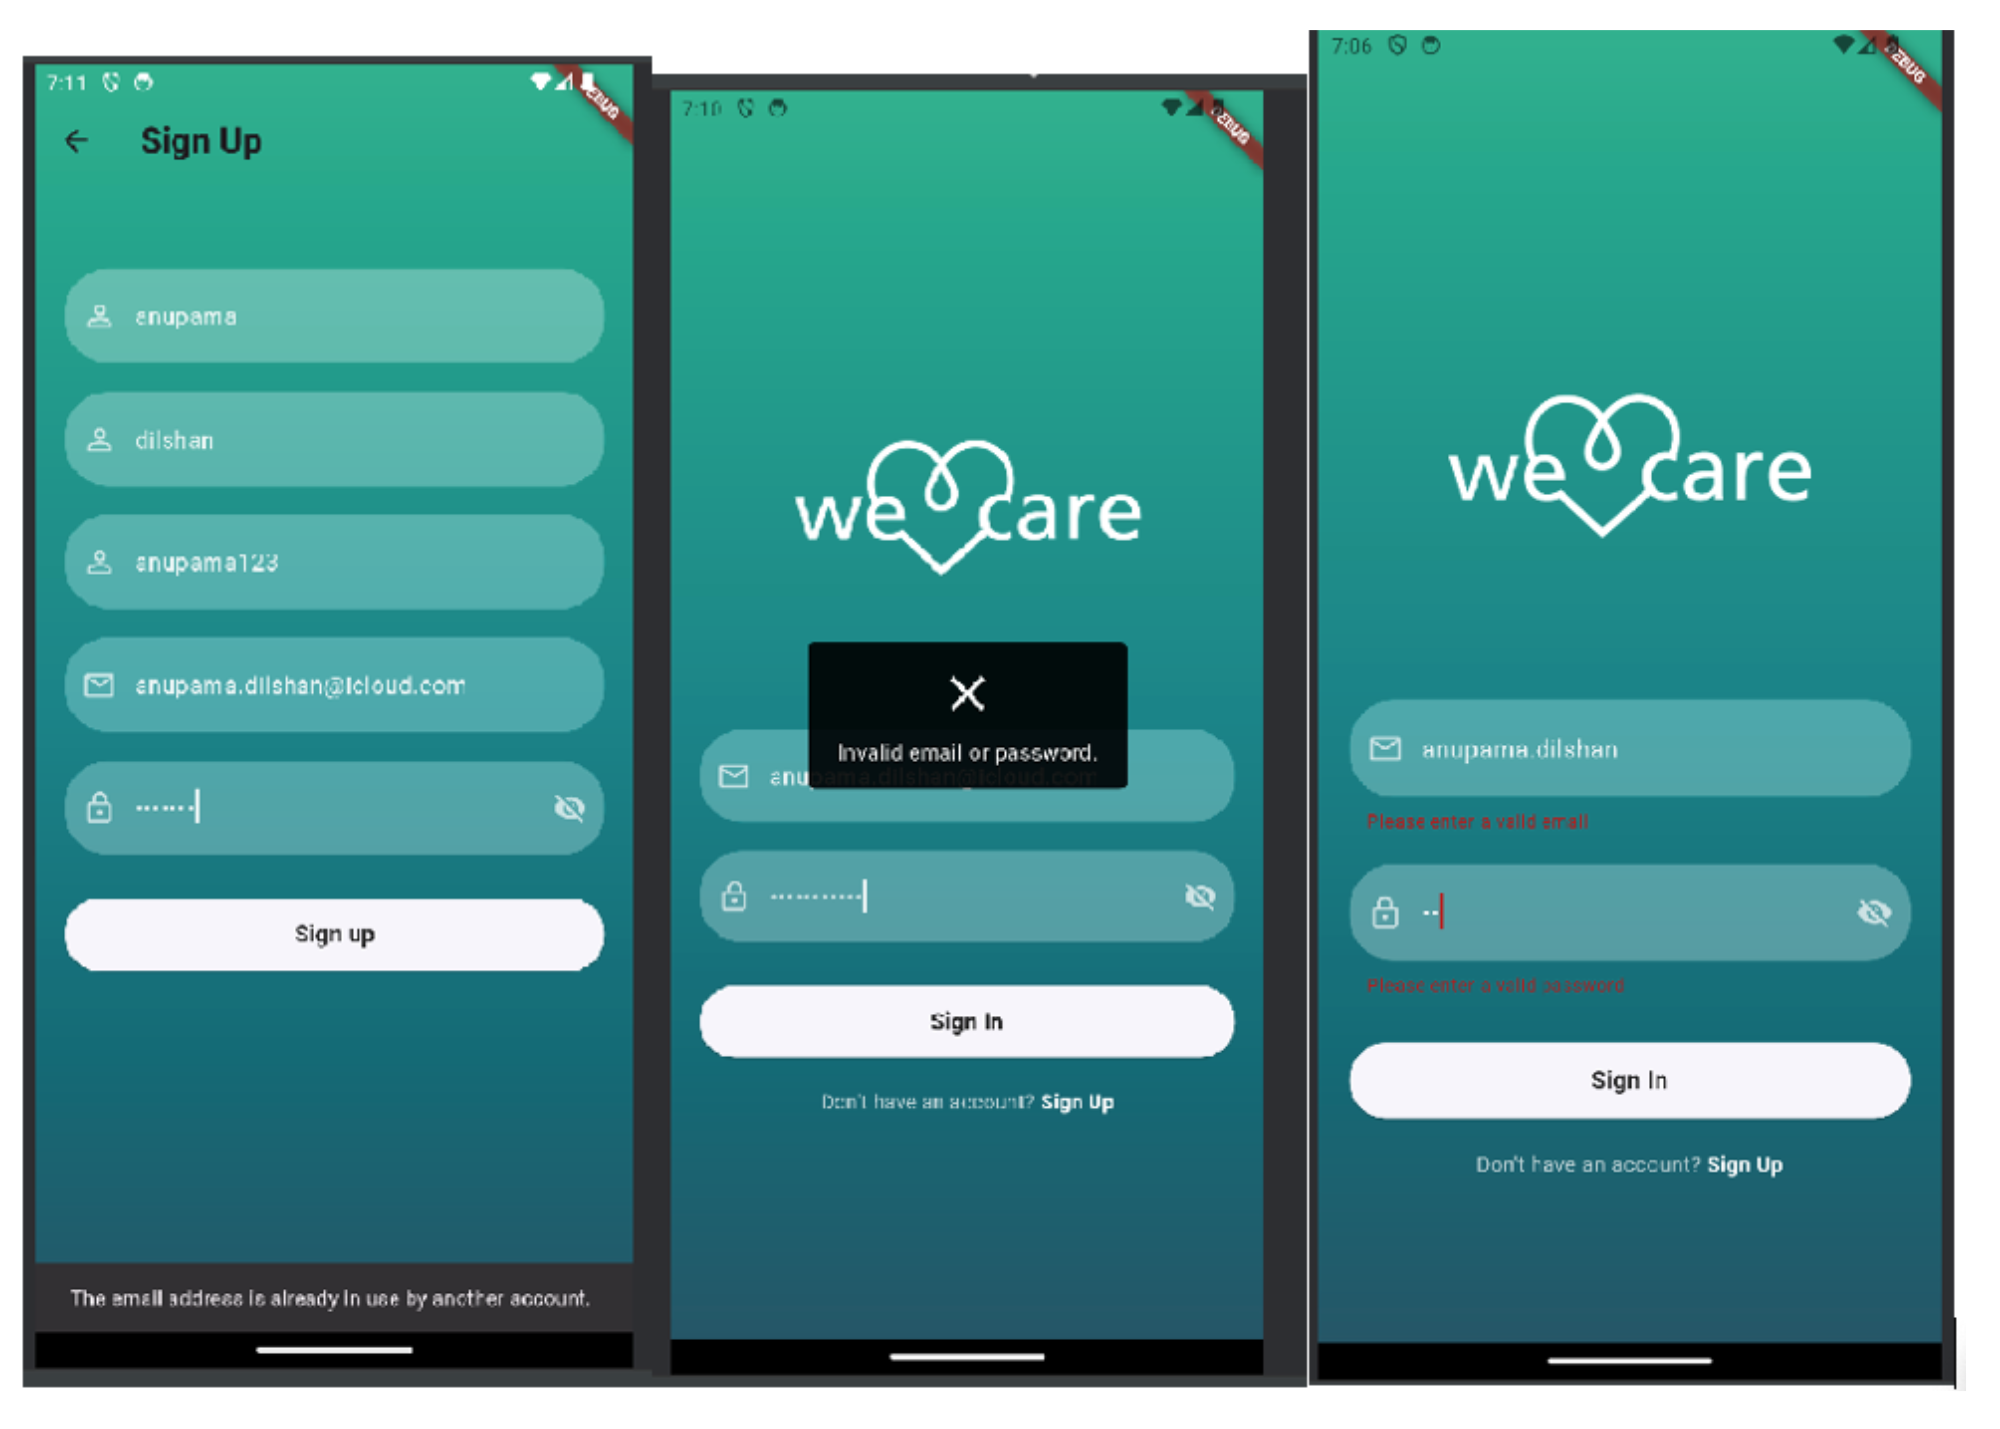 7:11
DEBUG
Sign Up
anupama
dilshan
anupama123
anupama.dilshan@icloud.com
•••••••
Sign up
The email address is already in use by another account.
7:10
DEBUG
we care
Invalid email or password.
anupama.dilshan@icloud.com
•••••••••••
Sign In
Don't have an account? Sign Up
7:06
DEBUG
we care
anupama.dilshan
Please enter a valid email
••
Please enter a valid password
Sign In
Don't have an account? Sign Up